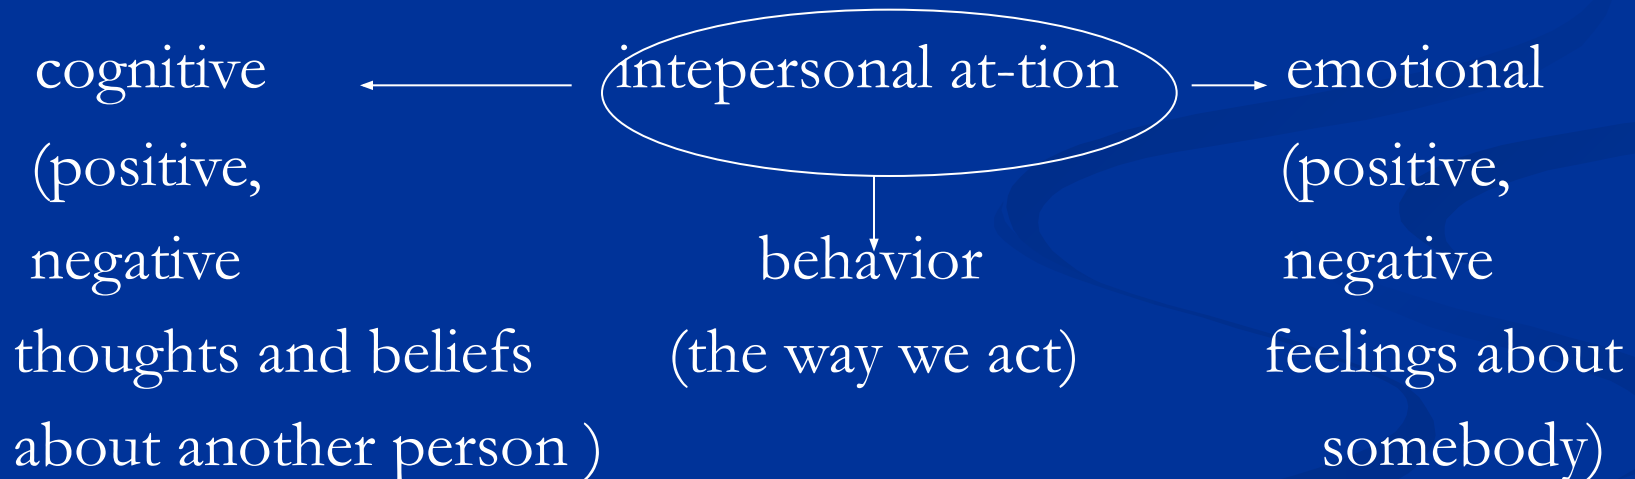 cognitive intepersonal at-tion emotional
(positive, (positive,
negative behavior negative
thoughts and beliefs (the way we act) feelings about
about another person ) somebody)